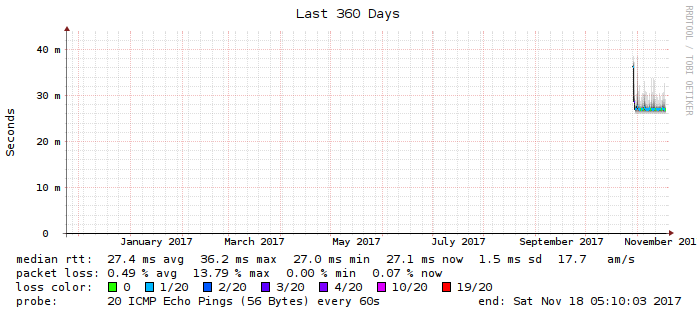 Last 360 Days
RRDTOOL / TOBI OETIKER
Seconds
40 m
30 m
20 m
10 m
0
January 2017 March 2017 May 2017 July 2017 September 2017 November 201
median rtt: 27.4 ms avg 36.2 ms max 27.0 ms min 27.1 ms now 1.5 ms sd 17.7 am/s
packet loss: 0.49 % avg 13.79 % max 0.00 % min 0.07 % now
loss color: 0 1/20 2/20 3/20 4/20 10/20 19/20
probe: 20 ICMP Echo Pings (56 Bytes) every 60s end: Sat Nov 18 05:10:03 2017